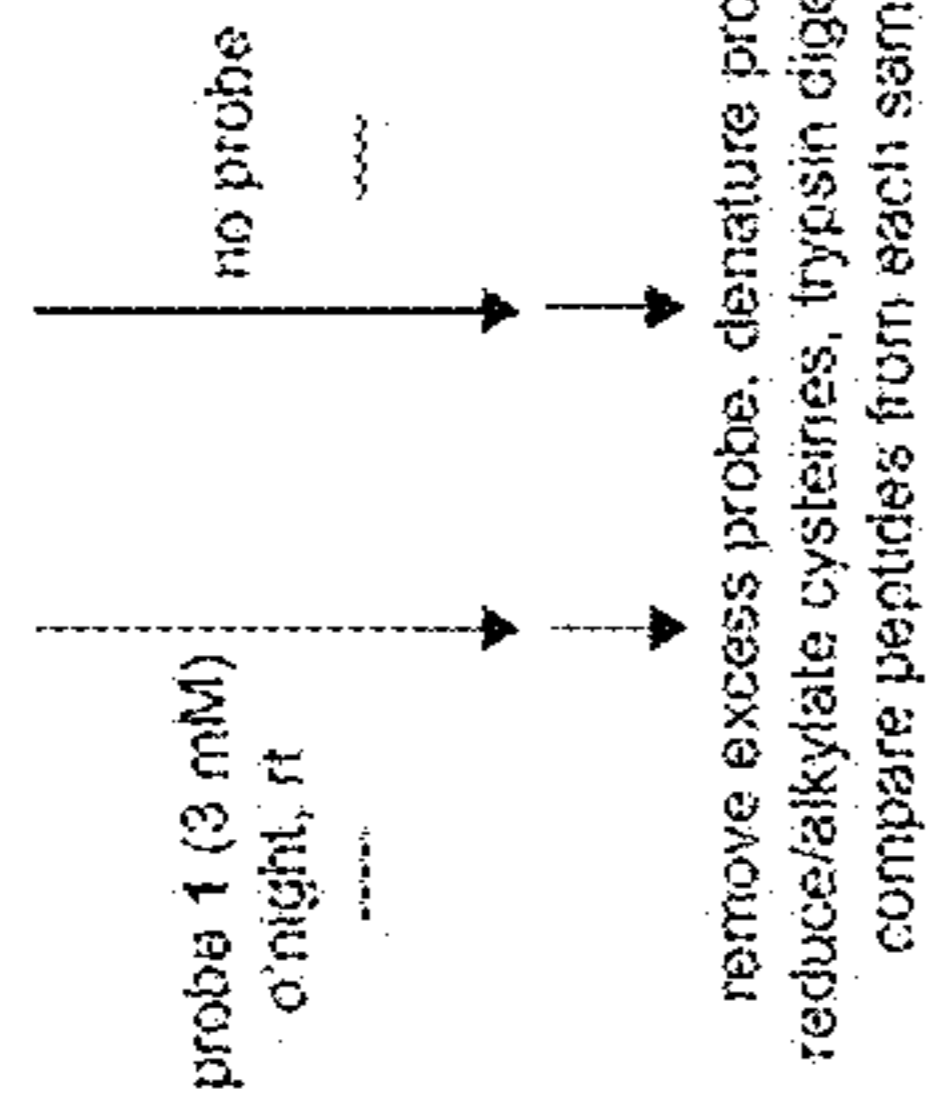 probe 1 (3 mM)
o'night, rt
no probe
remove excess probe, denature pro
reduce/alkylate cysteines, trypsin dige
compare peptides from each sam